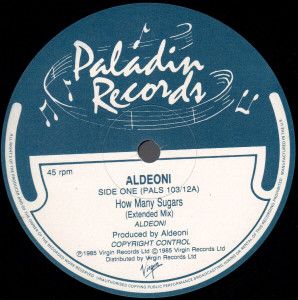 Paladin
Records
45 rpm
ALDEONI
SIDE ONE (PALS 103/12A)
How Many Sugars
(Extended Mix)
ALDEONI
Produced by Aldeoni
COPYRIGHT CONTROL
℗ 1985 Virgin Records Ltd © 1985 Virgin Records Ltd
Distributed by Virgin Records Ltd
Virgin